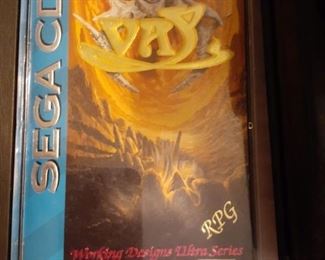 SEGA CD
VAY
RPG
Working Designs Ultra Series